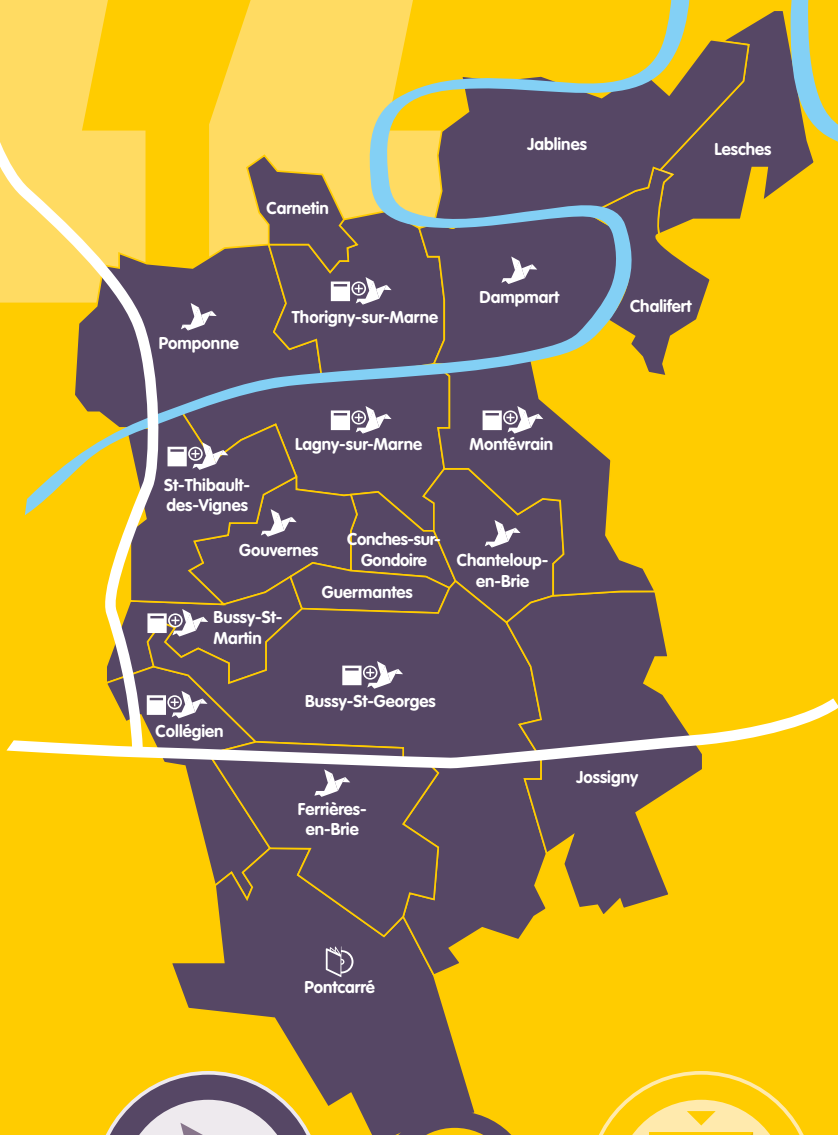 Jablines
Lesches
Carnetin
Dampmart
Chalifert
Thorigny-sur-Marne
Pomponne
Lagny-sur-Marne
Montévrain
St-Thibault-
des-Vignes
Gouvernes
Conches-sur-
Gondoire
Chanteloup-
en-Brie
Guermantes
Bussy-St-
Martin
Bussy-St-Georges
Collégien
Jossigny
Ferrières-
en-Brie
Pontcarré